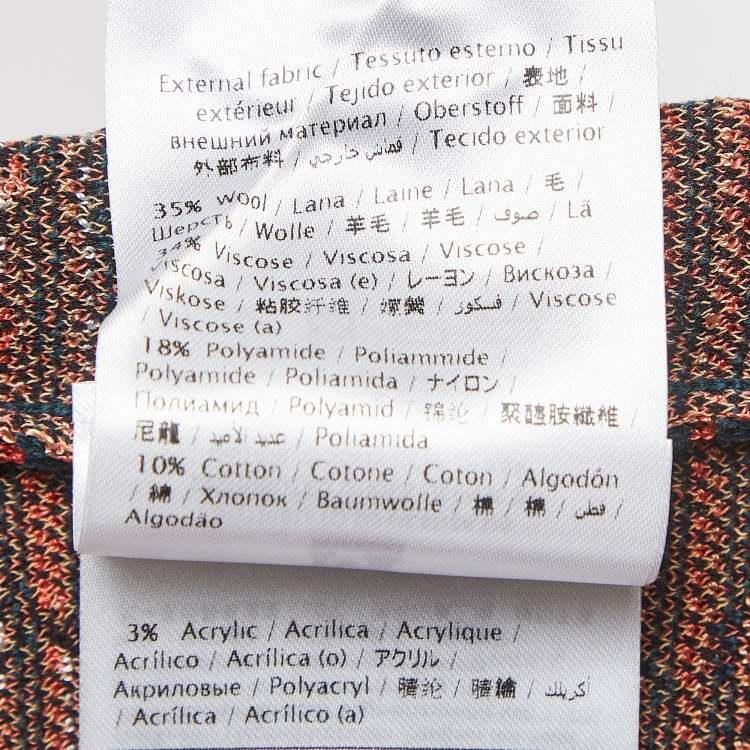 External fabric / Tessuto esterno / Tissu
extérieur / Tejido exterior / 表地 /
внешний материал / Oberstoff / 面料 /
外部布料 / قماش خارجي / Tecido exterior
35% Wool / Lana / Laine / Lana / 毛 /
Шерсть / Wolle / 羊毛 / 羊毛 / صوف / Lã
34% Viscose / Viscosa / Viscose /
Viscosa / Viscosa (e) / レーヨン / Вискоза /
Viskose / 粘胶纤维 / 嫘縈 / فسكوز / Viscose
/ Viscose (a)
18% Polyamide / Poliammide /
Polyamide / Poliamida / ナイロン /
Полиамид / Polyamid / 锦纶 / 聚醯胺纖維 /
尼龍 / عديد الأميد / Poliamida
10% Cotton / Cotone / Coton / Algodón
/ 綿 / Хлопок / Baumwolle / 棉 / 棉 / قطن /
Algodão
3% Acrylic / Acrilica / Acrylique /
Acrílico / Acrílica (o) / アクリル /
Акриловые / Polyacryl / 腈纶 / 腈綸 / أكريلك
/ Acrílica / Acrílico (a)